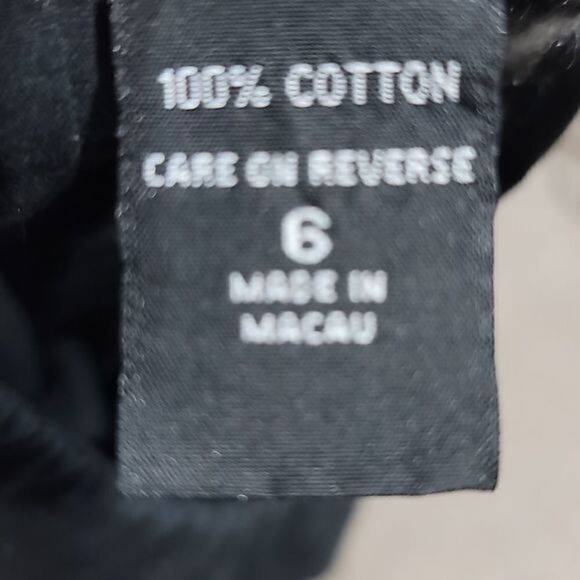 100% COTTON
CARE ON REVERSE
6
MADE IN
MACAU